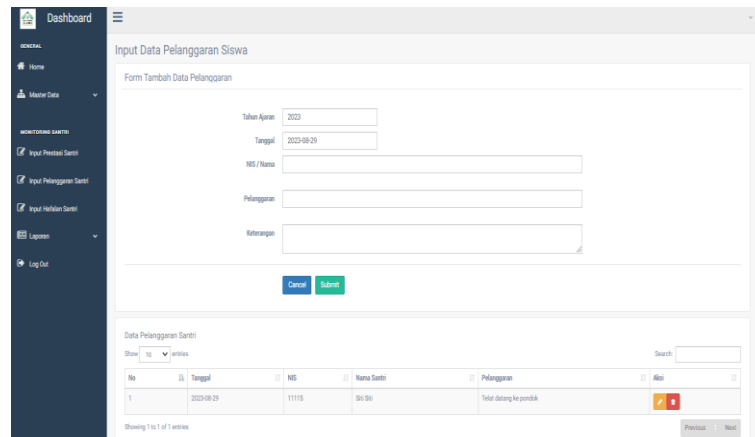 Dashboard
GENERAL
Home
Master Data
MONITORING SANTRI
Input Prestasi Santri
Input Pelanggaran Santri
Input Hafalan Santri
Laporan
Log Out
Input Data Pelanggaran Siswa
Form Tambah Data Pelanggaran
Tahun Ajaran 2023
Tanggal 2023-08-29
NIS / Nama
Pelanggaran
Keterangan
Cancel Submit
Data Pelanggaran Santri
Show 10 entries Search:
No Tanggal NIS Nama Santri Pelanggaran Aksi
1 2023-08-29 11115 Siti Siti Telat datang ke pondok
Showing 1 to 1 of 1 entries Previous 1 Next